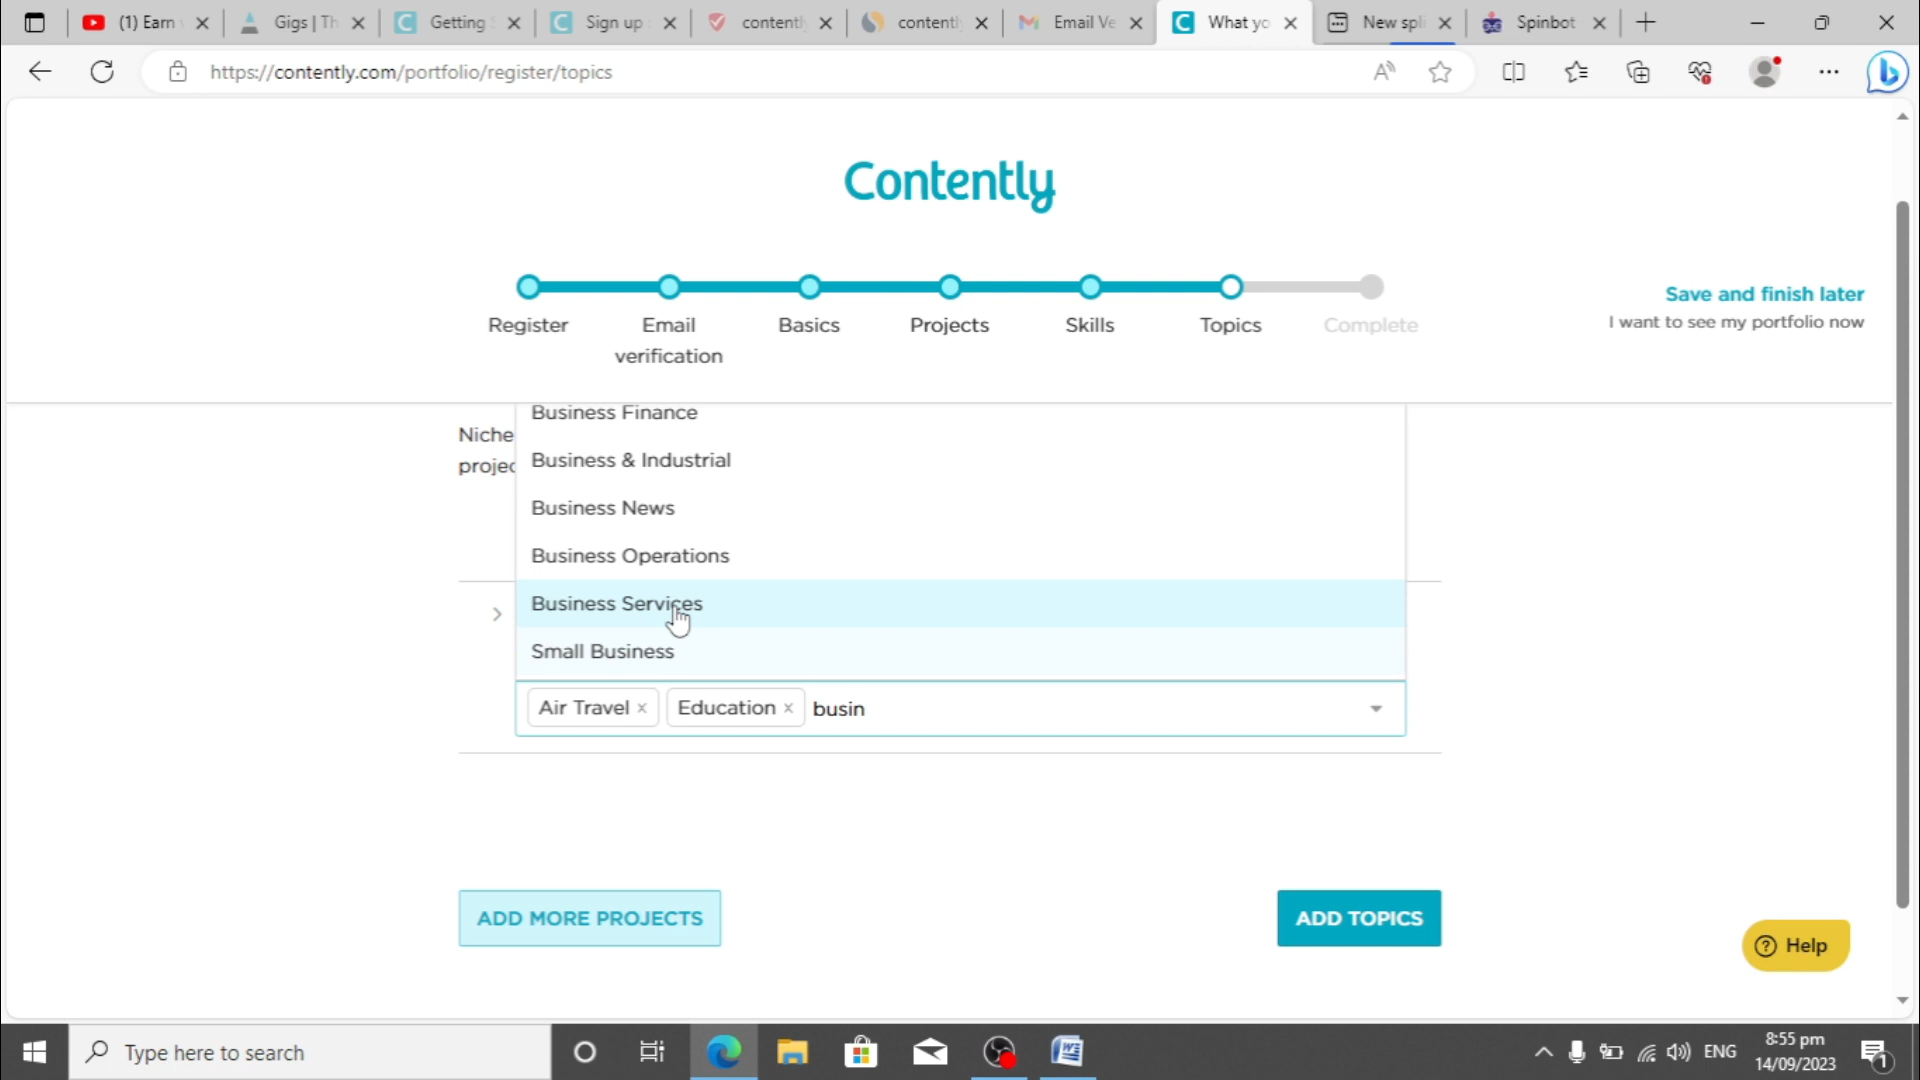 (1) Earn
Gigs | Th
Getting
Sign up
contentl
contentl
Email Ve
What yo
New spli
Spinbot
https://contently.com/portfolio/register/topics
Contently
Register
Email
verification
Basics
Projects
Skills
Topics
Complete
Save and finish later
I want to see my portfolio now
Niche
projec
Business Finance
Business & Industrial
Business News
Business Operations
Business Services
Small Business
Air Travel × Education × busin
ADD MORE PROJECTS
ADD TOPICS
Help
Type here to search
ENG
8:55 pm
14/09/2023
1